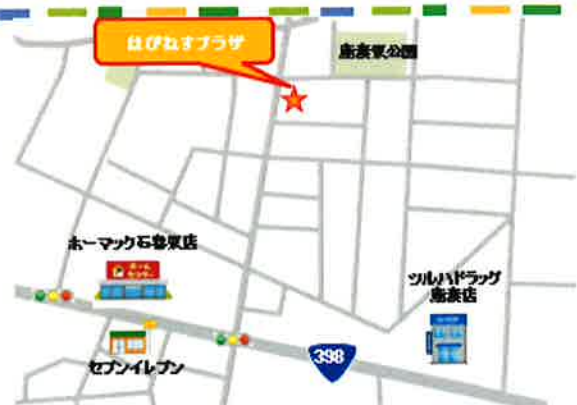 はぴねすプラザ
鹿妻東公園
ホーマック石巻東店
ツルハドラッグ
鹿妻店
398
セブンイレブン